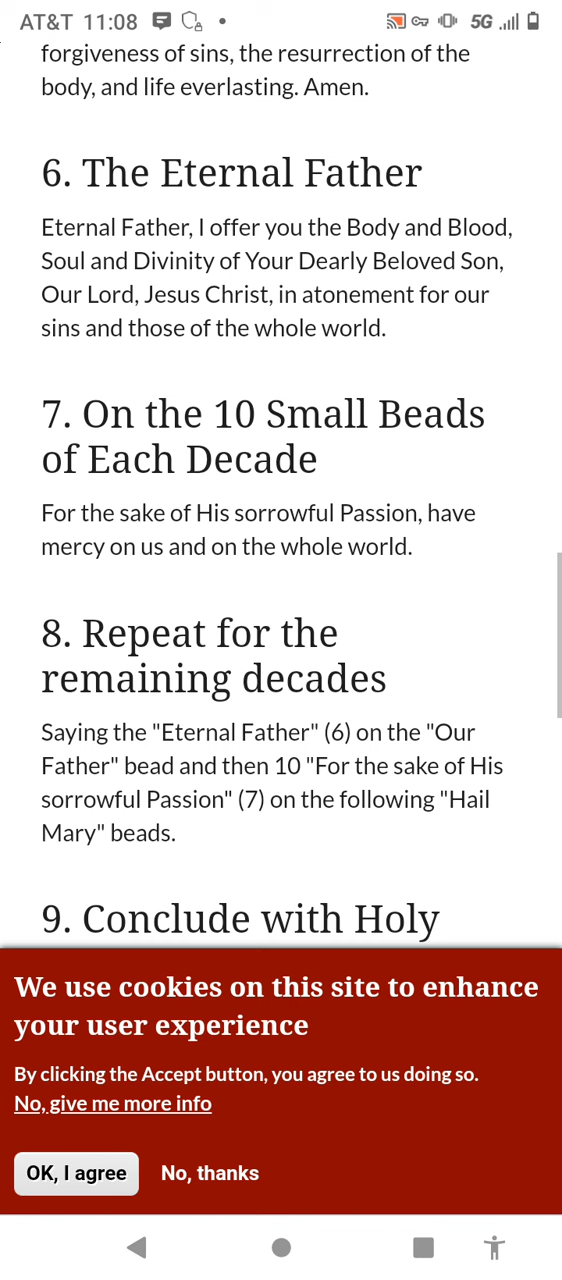 AT&T 11:08
5G
forgiveness of sins, the resurrection of the
body, and life everlasting. Amen.
6. The Eternal Father
Eternal Father, I offer you the Body and Blood,
Soul and Divinity of Your Dearly Beloved Son,
Our Lord, Jesus Christ, in atonement for our
sins and those of the whole world.
7. On the 10 Small Beads
of Each Decade
For the sake of His sorrowful Passion, have
mercy on us and on the whole world.
8. Repeat for the
remaining decades
Saying the "Eternal Father" (6) on the "Our
Father" bead and then 10 "For the sake of His
sorrowful Passion" (7) on the following "Hail
Mary" beads.
9. Conclude with Holy
We use cookies on this site to enhance
your user experience
By clicking the Accept button, you agree to us doing so.
No, give me more info
OK, I agree No, thanks